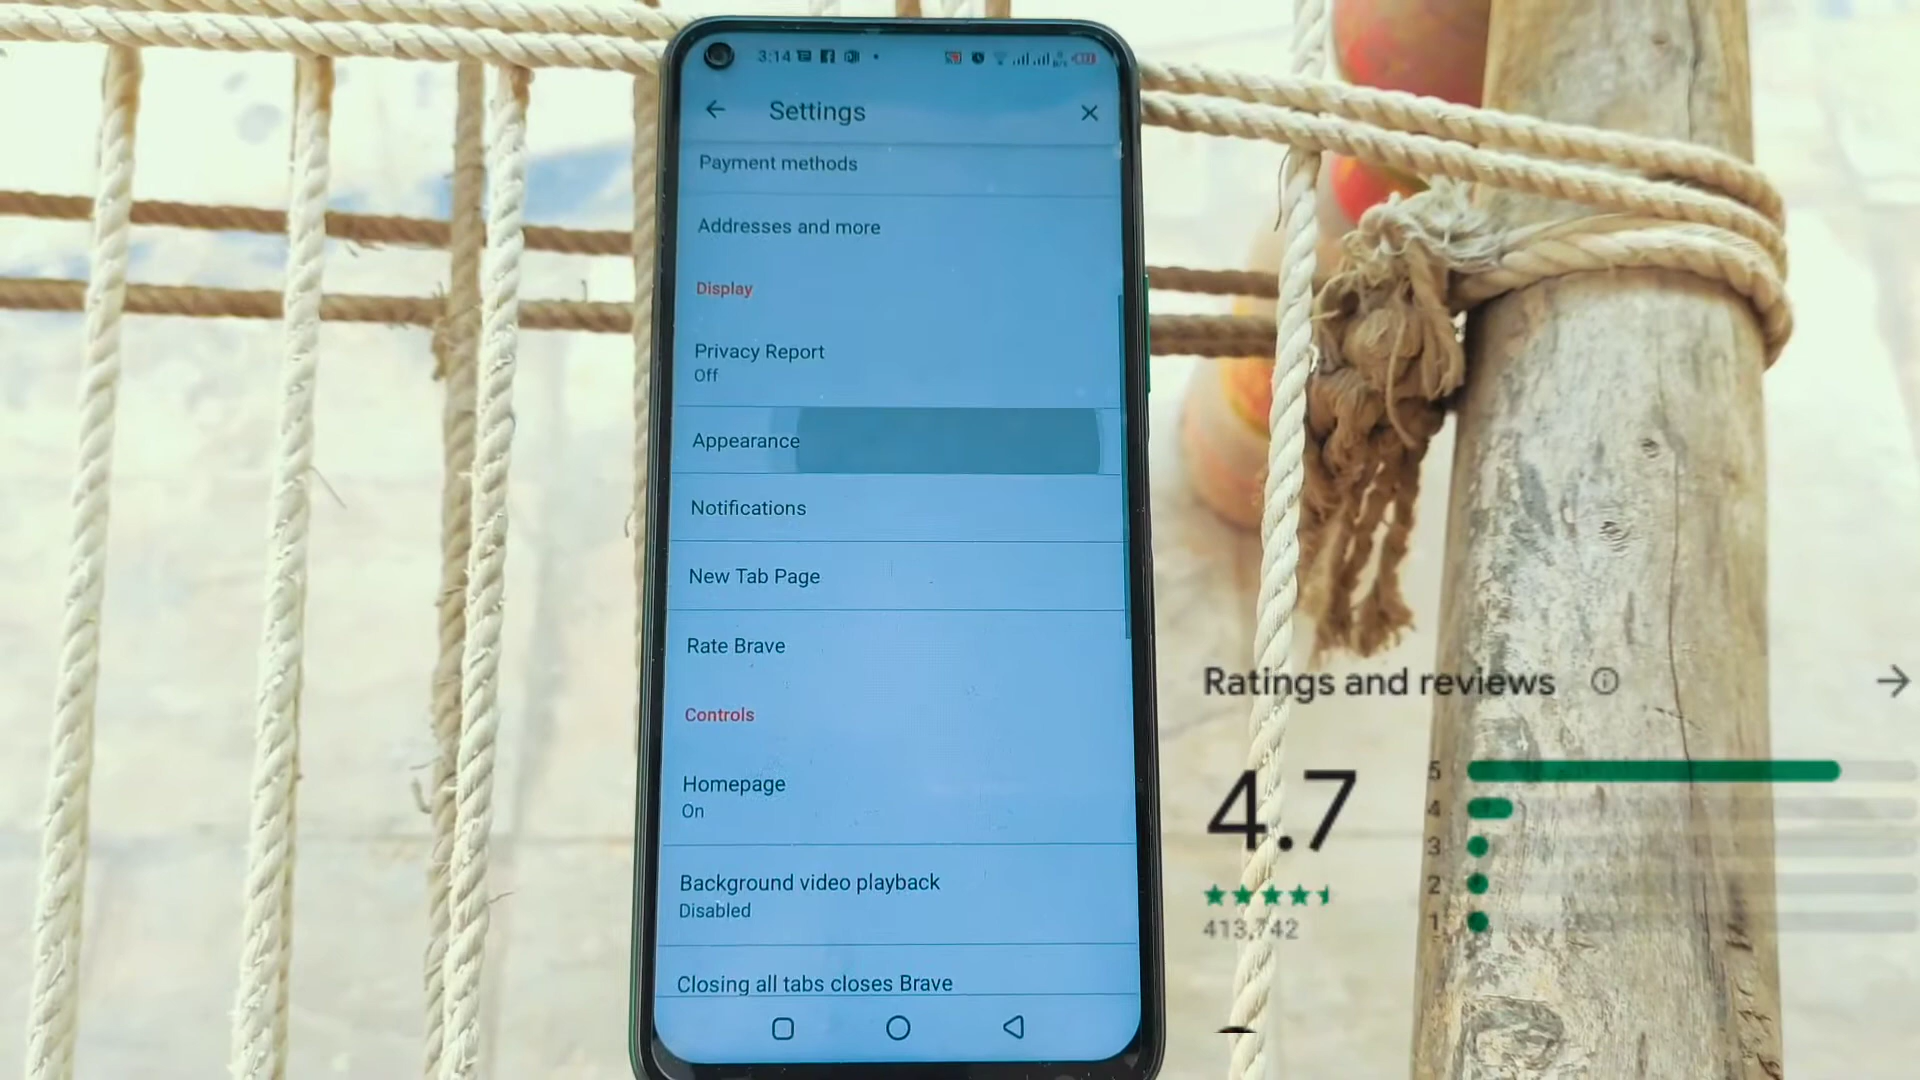 3:14
Settings
Payment methods
Addresses and more
Display
Privacy Report
Off
Appearance
Notifications
New Tab Page
Rate Brave
Controls
Homepage
On
Background video playback
Disabled
Closing all tabs closes Brave
Ratings and reviews
4.7
413,742
5
4
3
2
1